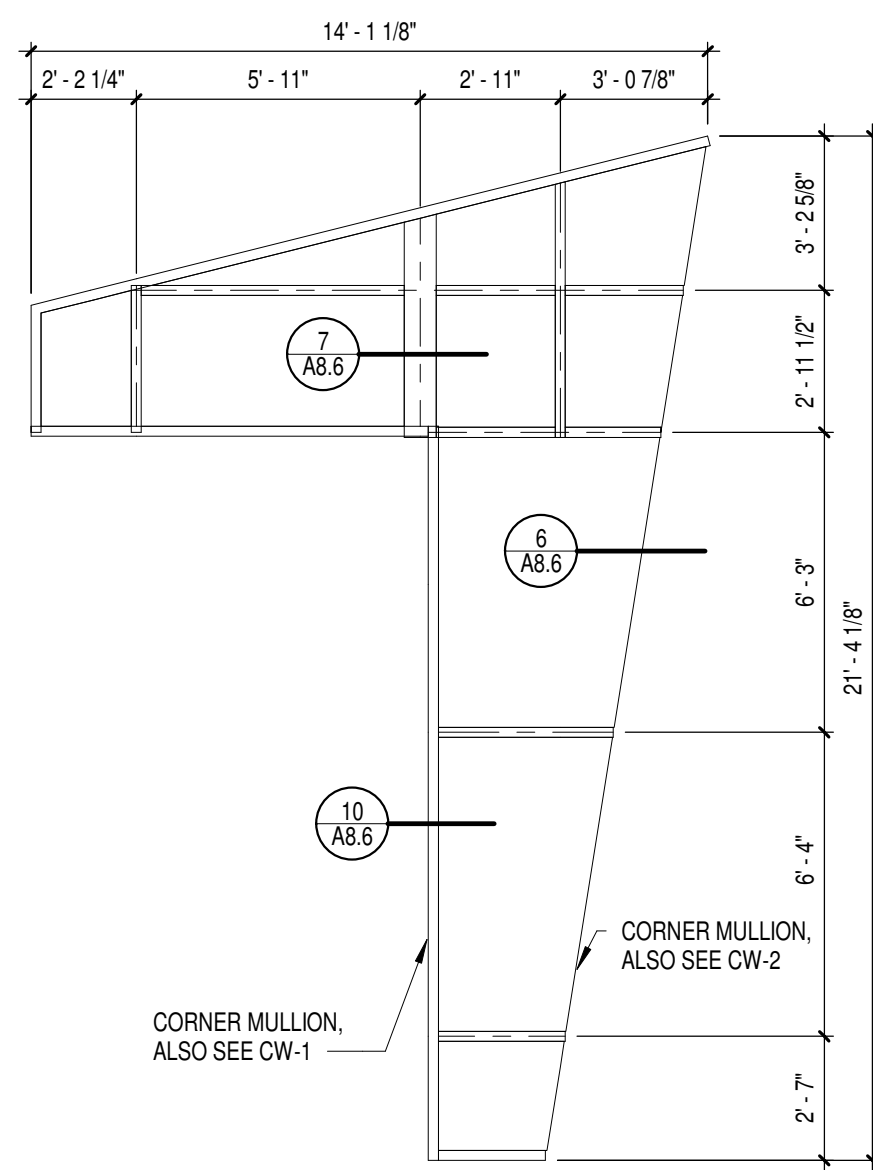 14' - 1 1/8"
2' - 2 1/4"
5' - 11"
2' - 11"
3' - 0 7/8"
3' - 2 5/8"
2' - 11 1/2"
7
A8.6
6
A8.6
6' - 3"
21' - 4 1/8"
10
A8.6
6' - 4"
CORNER MULLION,
ALSO SEE CW-2
CORNER MULLION,
ALSO SEE CW-1
2' - 7"